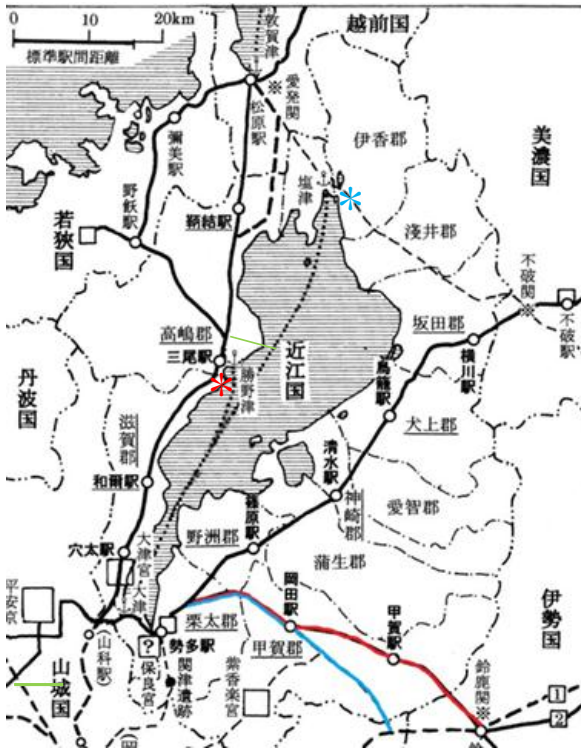 0 10 20km
標準駅間距離
敦賀津
越前国
愛発関
※
松原駅
彌美駅
伊香郡
美濃国
塩津
野飯駅
鞆結駅
若狭国
淺井郡
不破関
※
不破駅
坂田郡
横川駅
高嶋郡
三尾駅
近江国
鳥籠駅
丹波国
勝野津
犬上郡
滋賀郡
清水駅
和爾駅
神崎郡
愛智郡
篠原駅
野洲郡
蒲生郡
穴太駅
大津宮
大津
岡田駅
甲賀駅
伊勢国
平安京
栗太郡
甲賀郡
勢多駅
(山科駅)
?
保良宮
関津遺跡
紫香楽宮
鈴鹿関
※
山城国
1
2